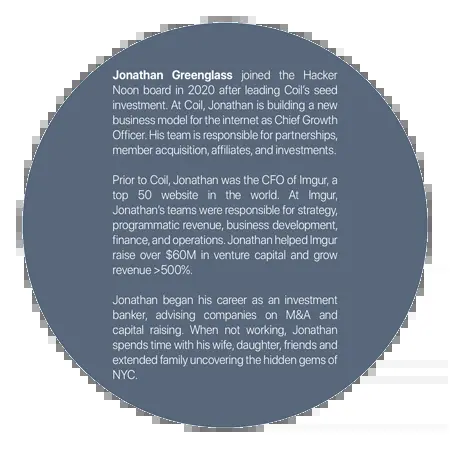 Jonathan Greenglass joined the Hacker
Noon board in 2020 after leading Coil's seed
investment. At Coil, Jonathan is building a new
business model for the internet as Chief Growth
Officer. His team is responsible for partnerships,
member acquisition, affiliates, and investments.
Prior to Coil, Jonathan was the CFO of Imgur, a
top 50 website in the world. At Imgur,
Jonathan's teams were responsible for strategy,
programmatic revenue, business development,
finance, and operations. Jonathan helped Imgur
raise over $60M in venture capital and grow
revenue >500%.
Jonathan began his career as an investment
banker, advising companies on M&A and
capital raising. When not working, Jonathan
spends time with his wife, daughter, friends and
extended family uncovering the hidden gems of
NYC.